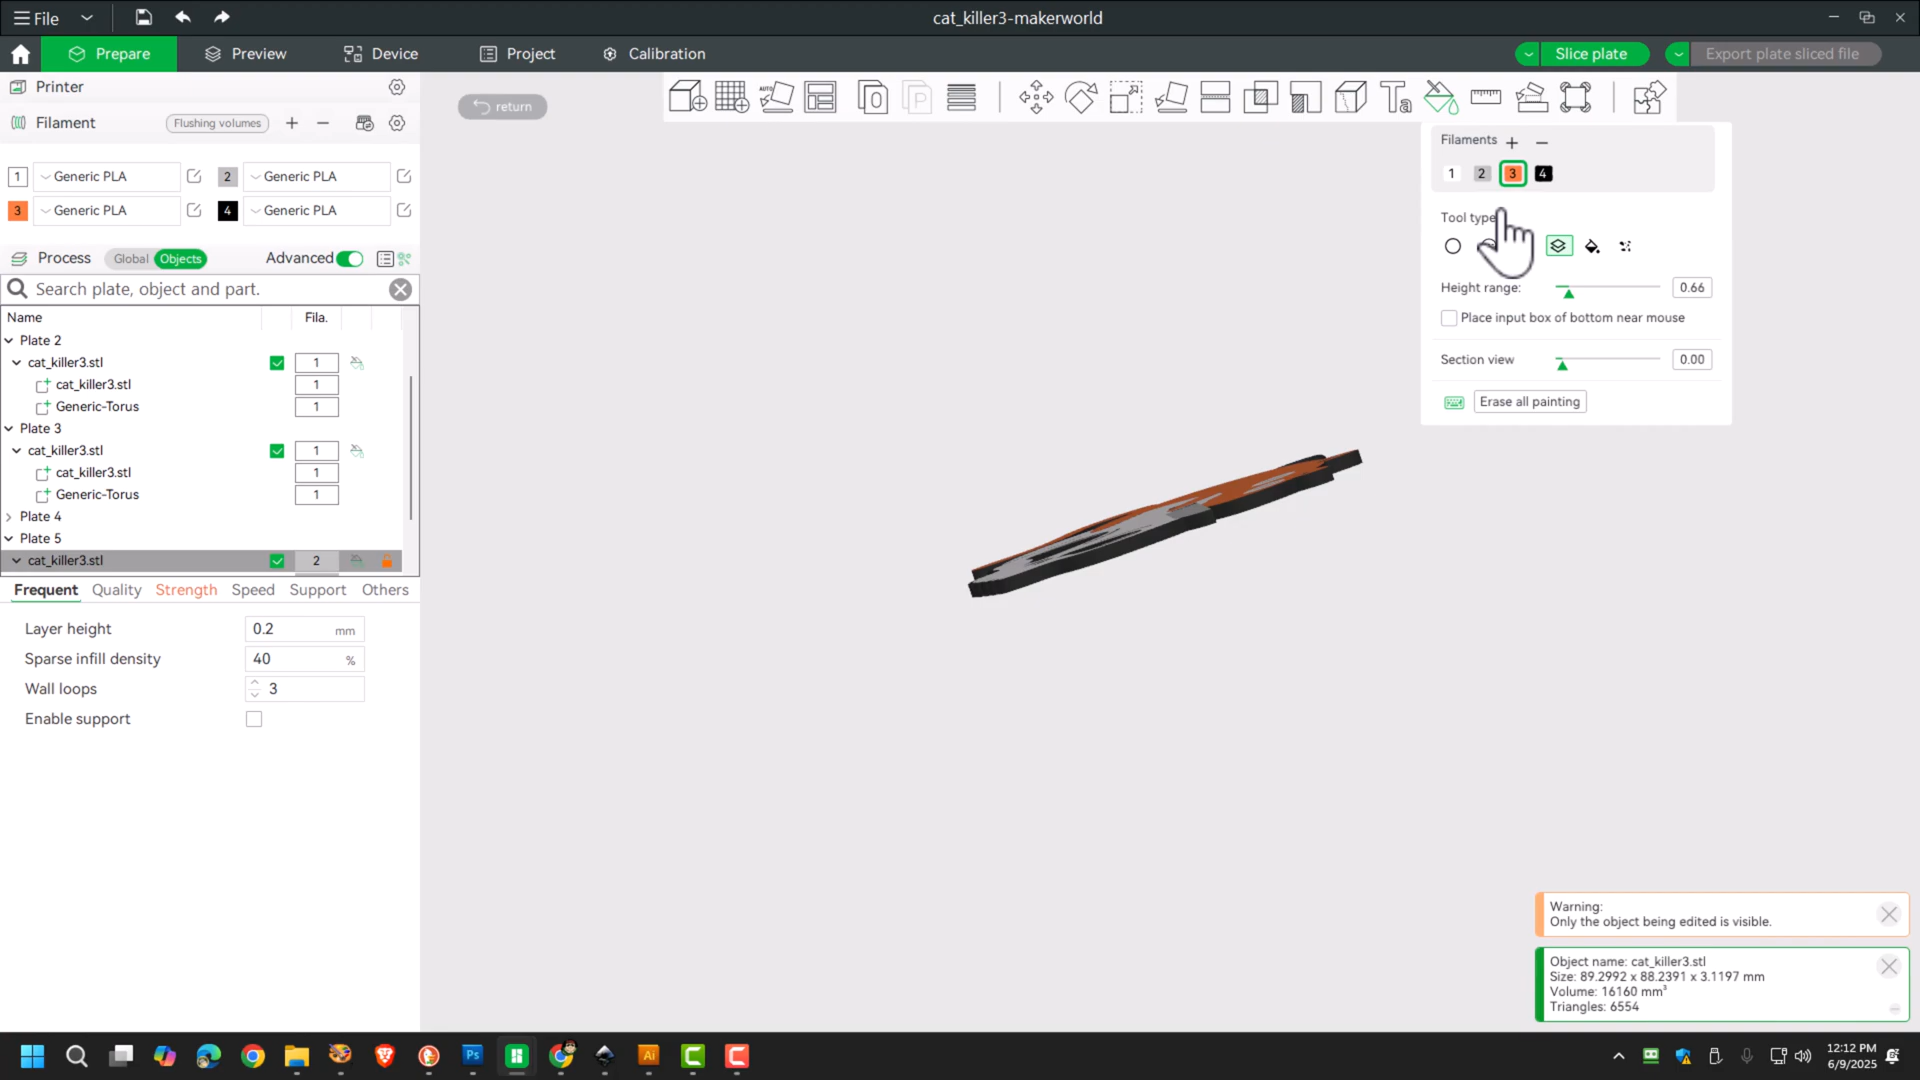 File
cat_killer3-makerworld
Prepare
Preview
Device
Project
Calibration
Slice plate
Export plate sliced file
Printer
Filament
Flushing volumes
1 Generic PLA
2 Generic PLA
3 Generic PLA
4 Generic PLA
Process
Global
Objects
Advanced
Search plate, object and part.
Name
Fila.
Plate 2
cat_killer3.stl 1
cat_killer3.stl 1
Generic-Torus 1
Plate 3
cat_killer3.stl 1
cat_killer3.stl 1
Generic-Torus 1
Plate 4
Plate 5
cat_killer3.stl 2
Frequent
Quality
Strength
Speed
Support
Others
Layer height 0.2 mm
Sparse infill density 40 %
Wall loops 3
Enable support
return
AUTO
O
P
Ta
Filaments
1 2 3 4
Tool type
Height range: 0.66
Place input box of bottom near mouse
Section view 0.00
Erase all painting
Warning:
Only the object being edited is visible.
Object name: cat_killer3.stl
Size: 89.2992 x 88.2391 x 3.1197 mm
Volume: 16160 mm³
Triangles: 6554
Ps
Ai
C
C
12:12 PM
6/9/2025